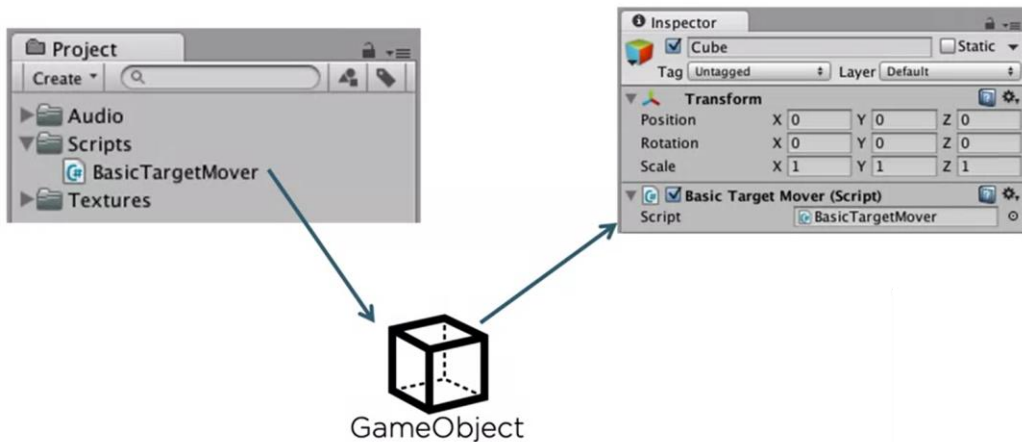 Project
Create
Audio
Scripts
C# BasicTargetMover
Textures
Inspector
Cube
Static
Tag Untagged Layer Default
Transform
Position X 0 Y 0 Z 0
Rotation X 0 Y 0 Z 0
Scale X 1 Y 1 Z 1
C# Basic Target Mover (Script)
Script C# BasicTargetMover
GameObject